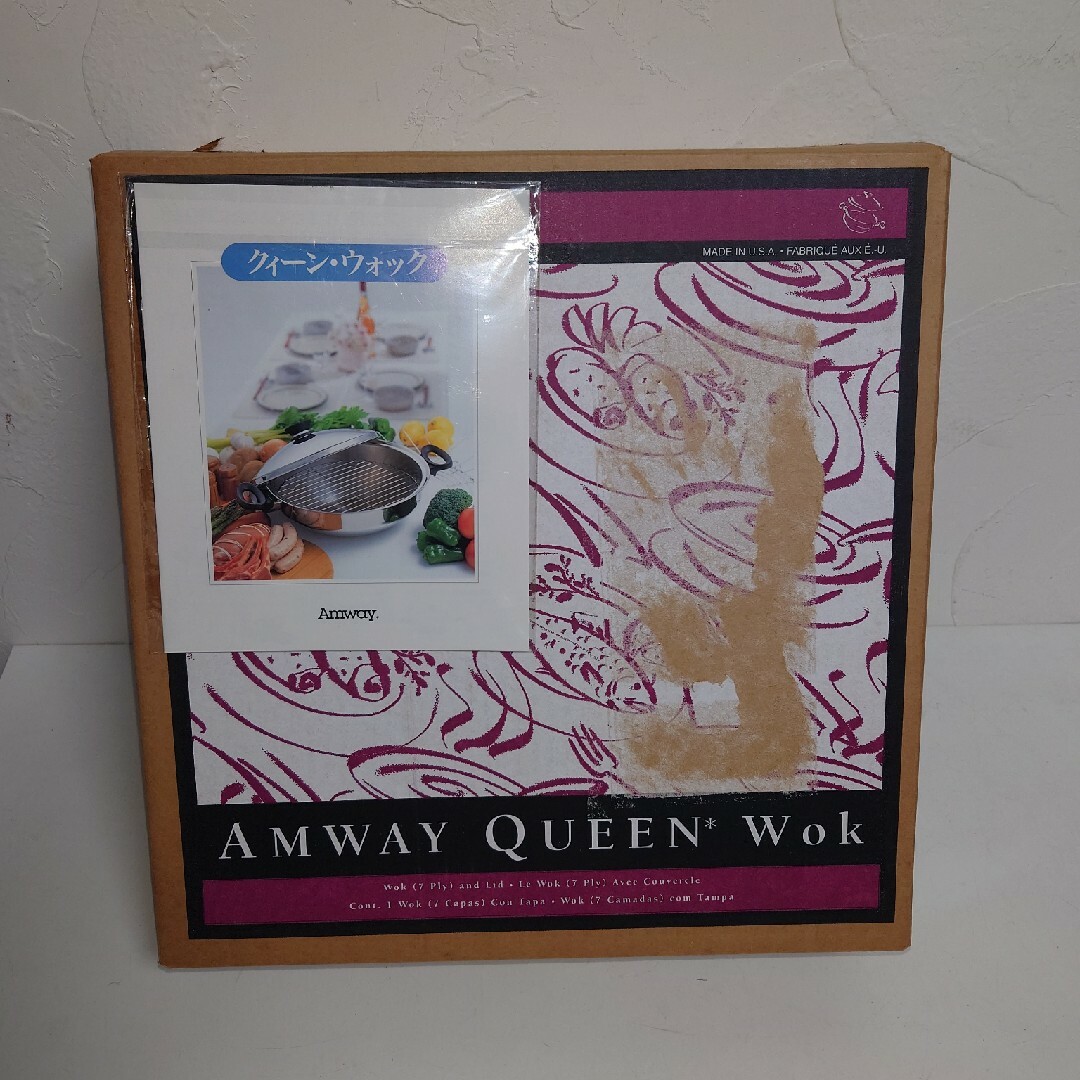 クィーン・ウォック
Amway.
MADE IN U.S.A. • FABRIQUÉ AUX É.-U.
AMWAY QUEEN* Wok
Wok (7 Ply) and Lid • Le Wok (7 Ply) Avec Couvercle
Cont. 1 Wok (7 Capas) Con Tapa • Wok (7 Camadas) com Tampa